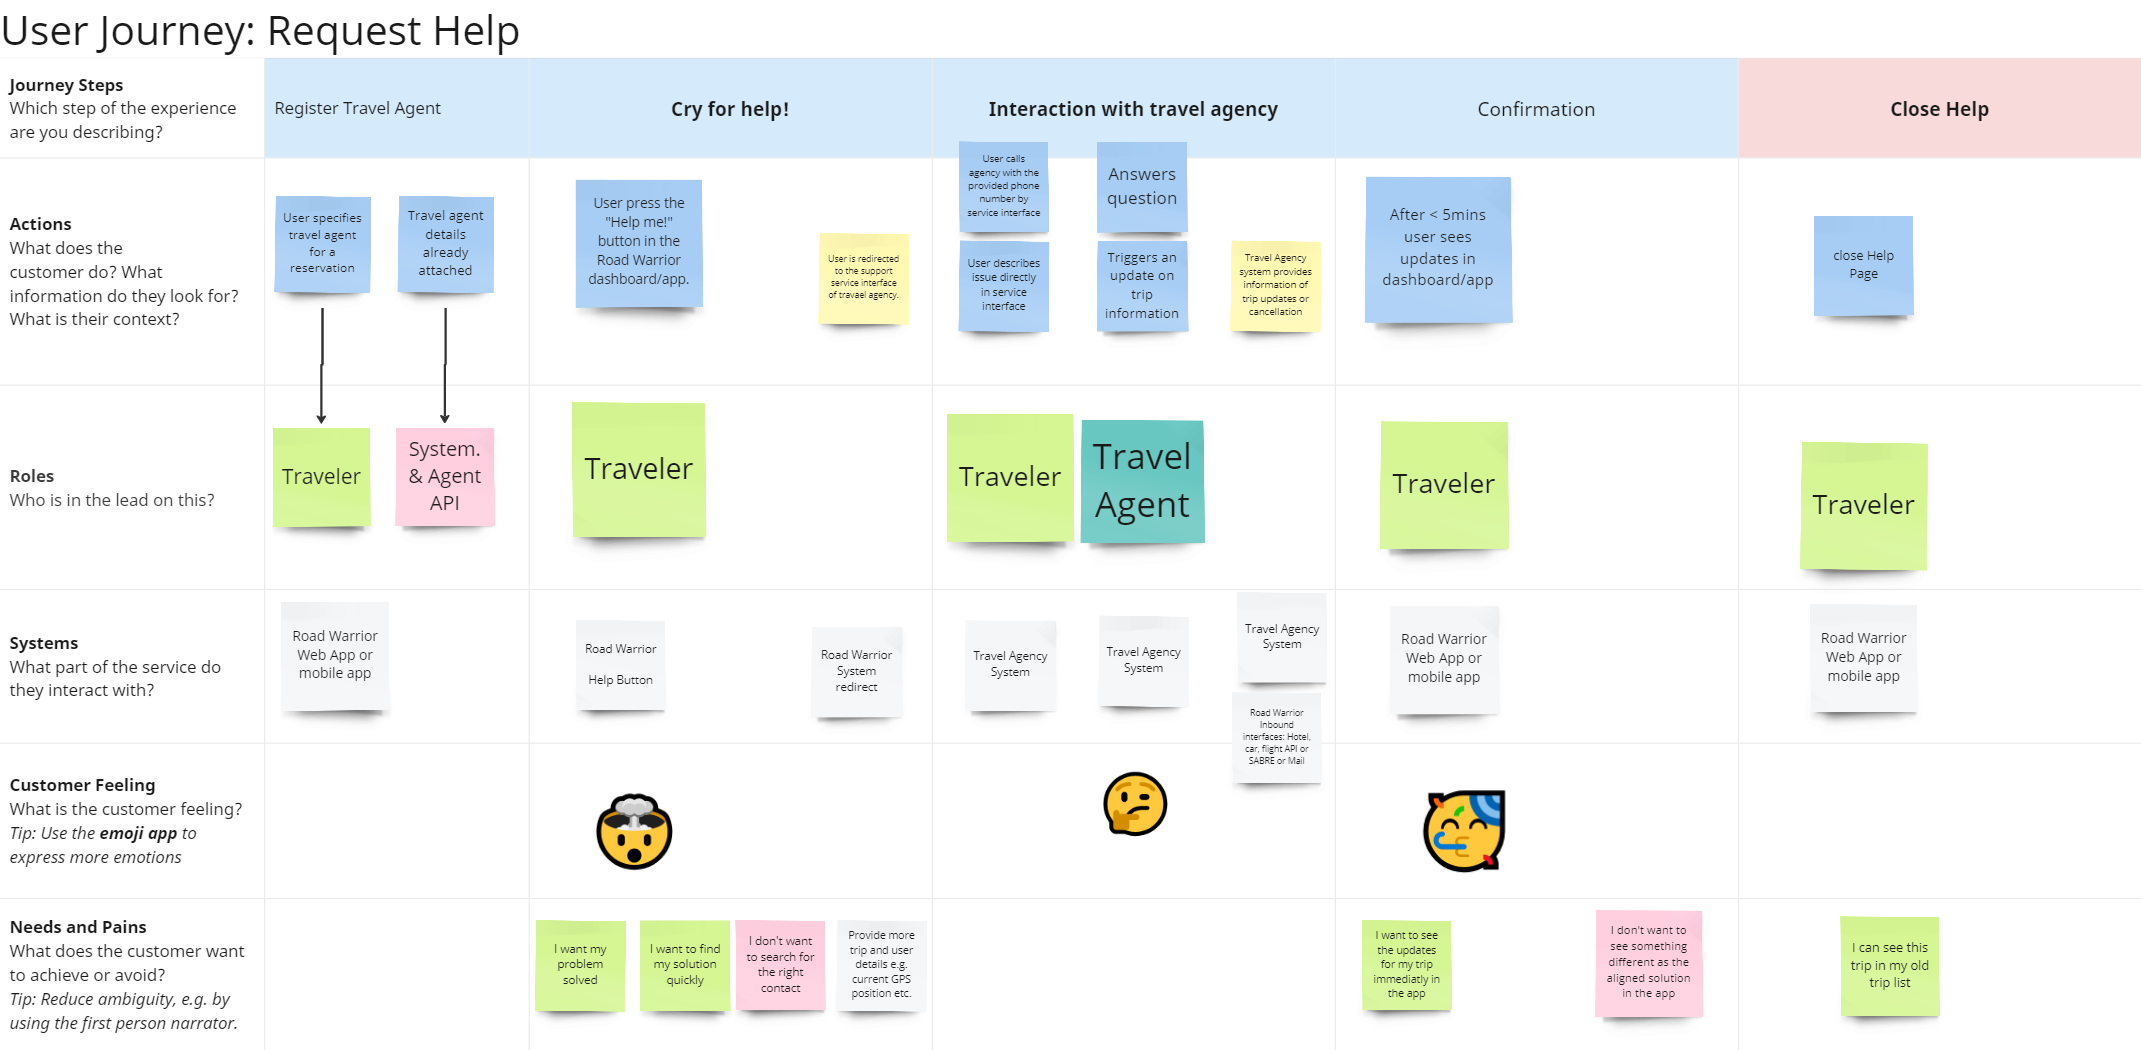 User Journey: Request Help
Journey Steps
Which step of the experience
are you describing?
Register Travel Agent
Cry for help!
Interaction with travel agency
Confirmation
Close Help
Actions
What does the
customer do? What
information do they look for?
What is their context?
User specifies
travel agent
for a
reservation
Travel agent
details
already
attached
User press the
"Help me!"
button in the
Road Warrior
dashboard/app.
User is redirected
to the support
service interface
of travael agency.
User calls
agency with the
provided phone
number by
service interface
Answers
question
User describes
issue directly
in service
interface
Triggers an
update on
trip
information
Travel Agency
system provides
information of
trip updates or
cancellation
After < 5mins
user sees
updates in
dashboard/app
close Help
Page
Roles
Who is in the lead on this?
Traveler
System.
& Agent
API
Traveler
Traveler
Travel
Agent
Traveler
Traveler
Systems
What part of the service do
they interact with?
Road Warrior
Web App or
mobile app
Road Warrior
Help Button
Road Warrior
System
redirect
Travel Agency
System
Travel Agency
System
Travel Agency
System
Road Warrior
Inbound
interfaces: Hotel,
car, flight API or
SABRE or Mail
Road Warrior
Web App or
mobile app
Road Warrior
Web App or
mobile app
Customer Feeling
What is the customer feeling?
Tip: Use the emoji app to
express more emotions
Needs and Pains
What does the customer want
to achieve or avoid?
Tip: Reduce ambiguity, e.g. by
using the first person narrator.
I want my
problem
solved
I want to find
my solution
quickly
I don't want
to search for
the right
contact
Provide more
trip and user
details e.g.
current GPS
position etc.
I want to see
the updates
for my trip
immediatly in
the app
I don't want to
see something
different as the
aligned solution
in the app
I can see this
trip in my old
trip list